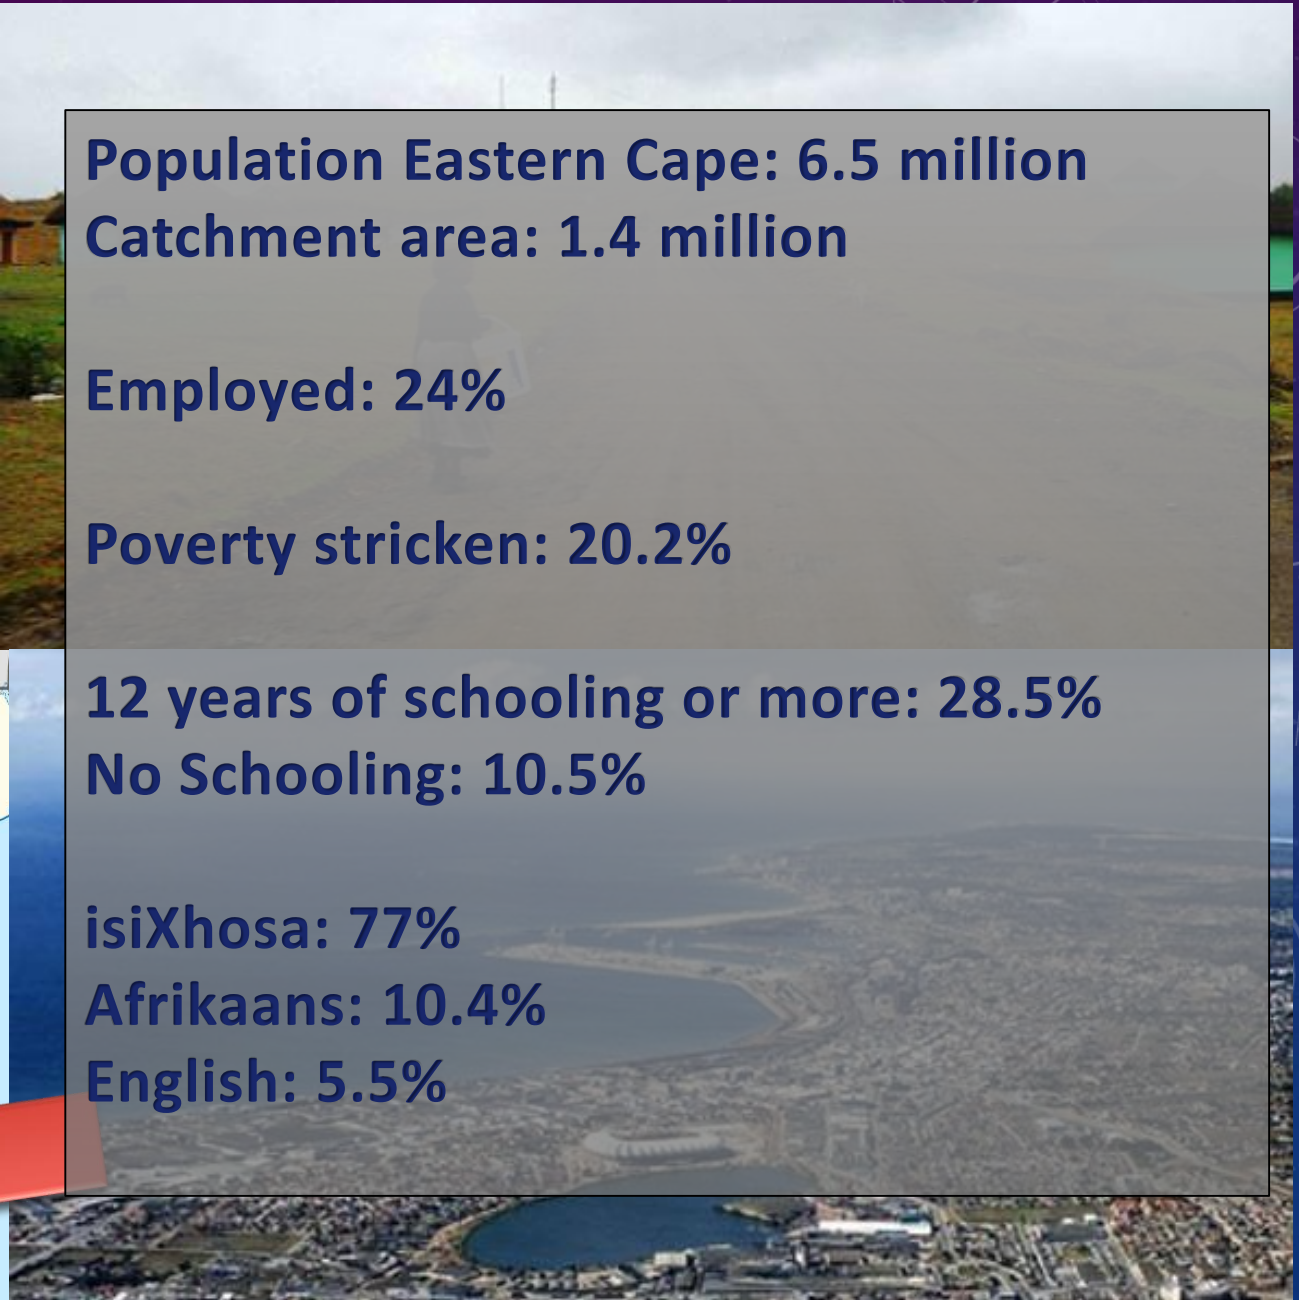 Population Eastern Cape: 6.5 million
Catchment area: 1.4 million
Employed: 24%
Poverty stricken: 20.2%
12 years of schooling or more: 28.5%
No Schooling: 10.5%
isiXhosa: 77%
Afrikaans: 10.4%
English: 5.5%